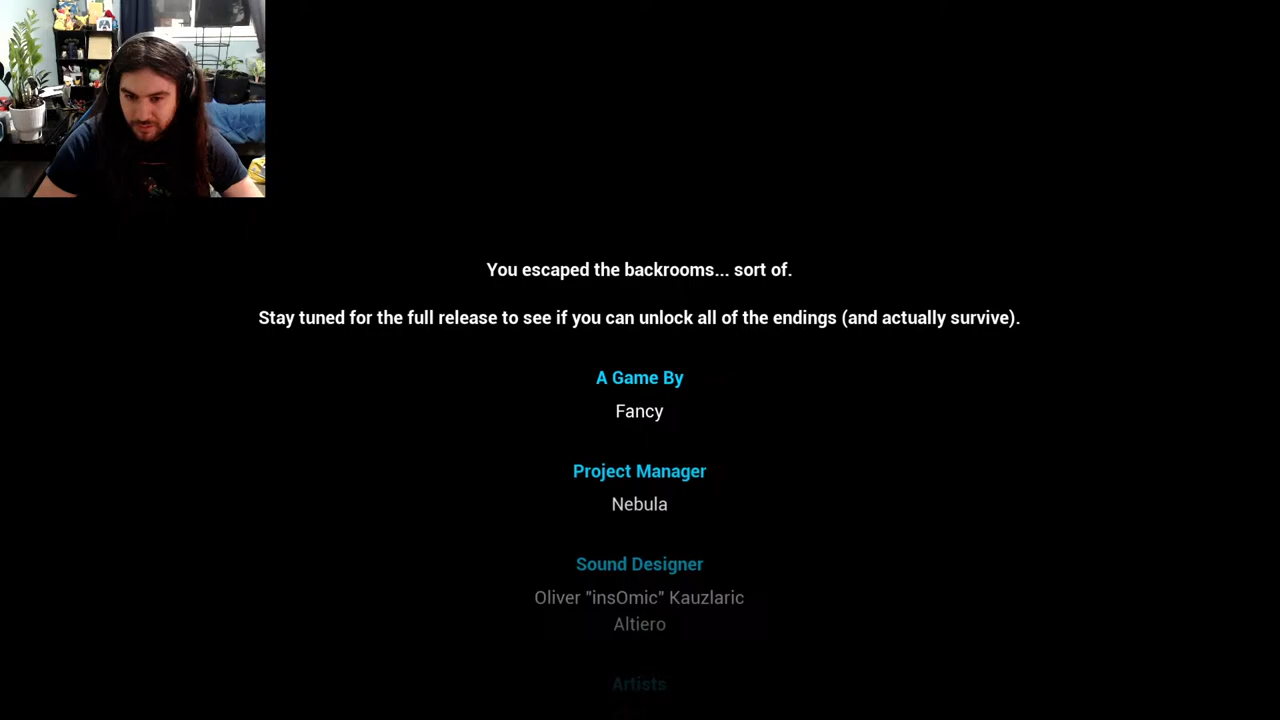 You escaped the backrooms... sort of.
Stay tuned for the full release to see if you can unlock all of the endings (and actually survive).
A Game By
Fancy
Project Manager
Nebula
Sound Designer
Oliver "insOmic" Kauzlaric
Altiero
Artists